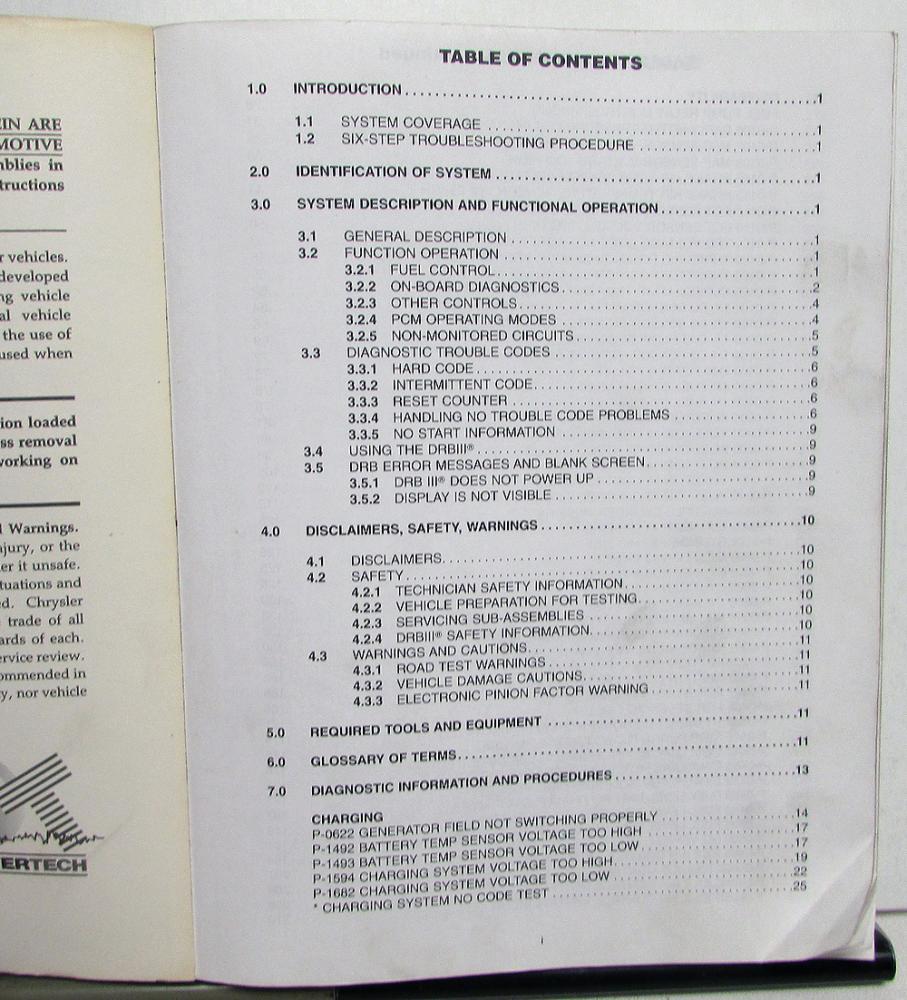 EIN ARE
MOTIVE
mblies in
tructions
r vehicles.
developed
ng vehicle
al vehicle
the use of
used when
ion loaded
ss removal
working on
Warnings.
njury, or the
er it unsafe.
tuations and
ed. Chrysler
trade of all
ards of each.
ervice review.
ommended in
y, nor vehicle
ERTECH
TABLE OF CONTENTS
1.0 INTRODUCTION 1
1.1 SYSTEM COVERAGE 1
1.2 SIX-STEP TROUBLESHOOTING PROCEDURE 1
2.0 IDENTIFICATION OF SYSTEM 1
3.0 SYSTEM DESCRIPTION AND FUNCTIONAL OPERATION 1
3.1 GENERAL DESCRIPTION 1
3.2 FUNCTION OPERATION 1
3.2.1 FUEL CONTROL 1
3.2.2 ON-BOARD DIAGNOSTICS 2
3.2.3 OTHER CONTROLS 4
3.2.4 PCM OPERATING MODES 4
3.2.5 NON-MONITORED CIRCUITS 5
3.3 DIAGNOSTIC TROUBLE CODES 5
3.3.1 HARD CODE 6
3.3.2 INTERMITTENT CODE 6
3.3.3 RESET COUNTER 6
3.3.4 HANDLING NO TROUBLE CODE PROBLEMS 6
3.3.5 NO START INFORMATION 9
3.4 USING THE DRBIII® 9
3.5 DRB ERROR MESSAGES AND BLANK SCREEN 9
3.5.1 DRB III® DOES NOT POWER UP 9
3.5.2 DISPLAY IS NOT VISIBLE 9
4.0 DISCLAIMERS, SAFETY, WARNINGS 10
4.1 DISCLAIMERS 10
4.2 SAFETY 10
4.2.1 TECHNICIAN SAFETY INFORMATION 10
4.2.2 VEHICLE PREPARATION FOR TESTING 10
4.2.3 SERVICING SUB-ASSEMBLIES 10
4.2.4 DRBIII® SAFETY INFORMATION 10
4.3 WARNINGS AND CAUTIONS 11
4.3.1 ROAD TEST WARNINGS 11
4.3.2 VEHICLE DAMAGE CAUTIONS 11
4.3.3 ELECTRONIC PINION FACTOR WARNING 11
5.0 REQUIRED TOOLS AND EQUIPMENT 11
6.0 GLOSSARY OF TERMS 11
7.0 DIAGNOSTIC INFORMATION AND PROCEDURES 13
CHARGING
P-0622 GENERATOR FIELD NOT SWITCHING PROPERLY 14
P-1492 BATTERY TEMP SENSOR VOLTAGE TOO HIGH 17
P-1493 BATTERY TEMP SENSOR VOLTAGE TOO LOW 17
P-1594 CHARGING SYSTEM VOLTAGE TOO HIGH 19
P-1682 CHARGING SYSTEM VOLTAGE TOO LOW 22
* CHARGING SYSTEM NO CODE TEST 25
i